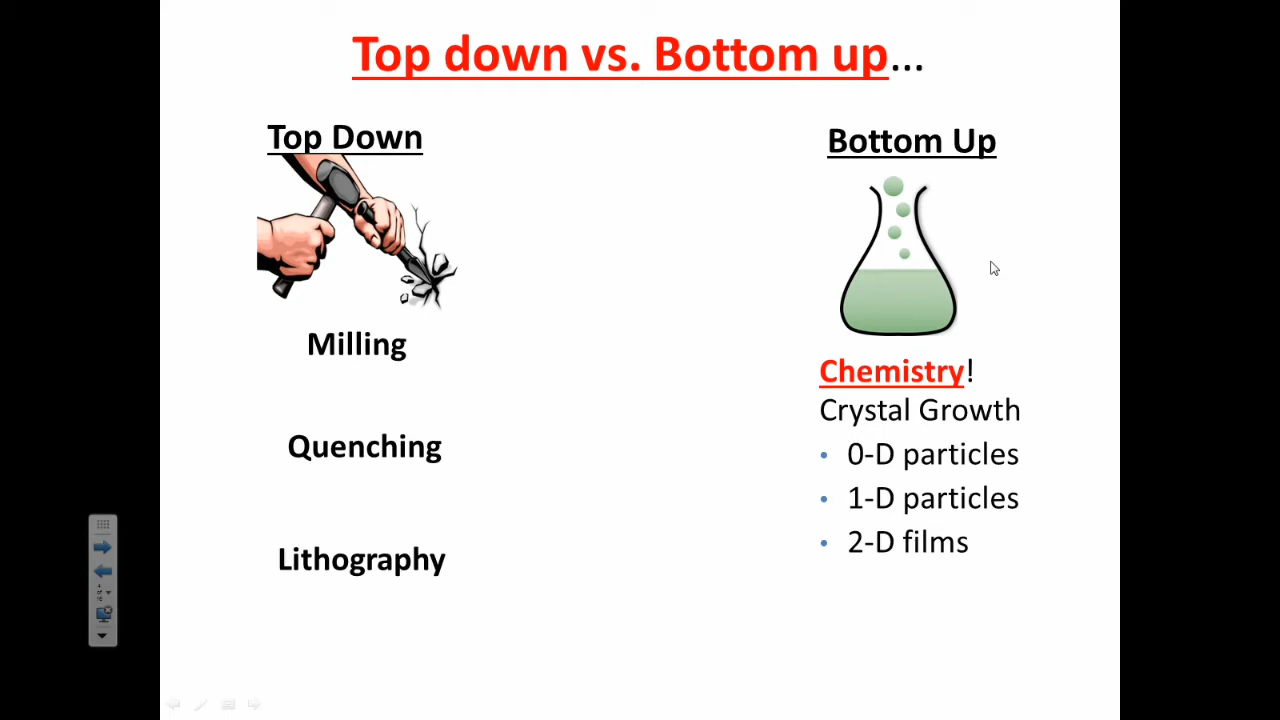 Top down vs. Bottom up...
Top Down
Milling
Quenching
Lithography
Bottom Up
Chemistry!
Crystal Growth
• 0-D particles
• 1-D particles
• 2-D films